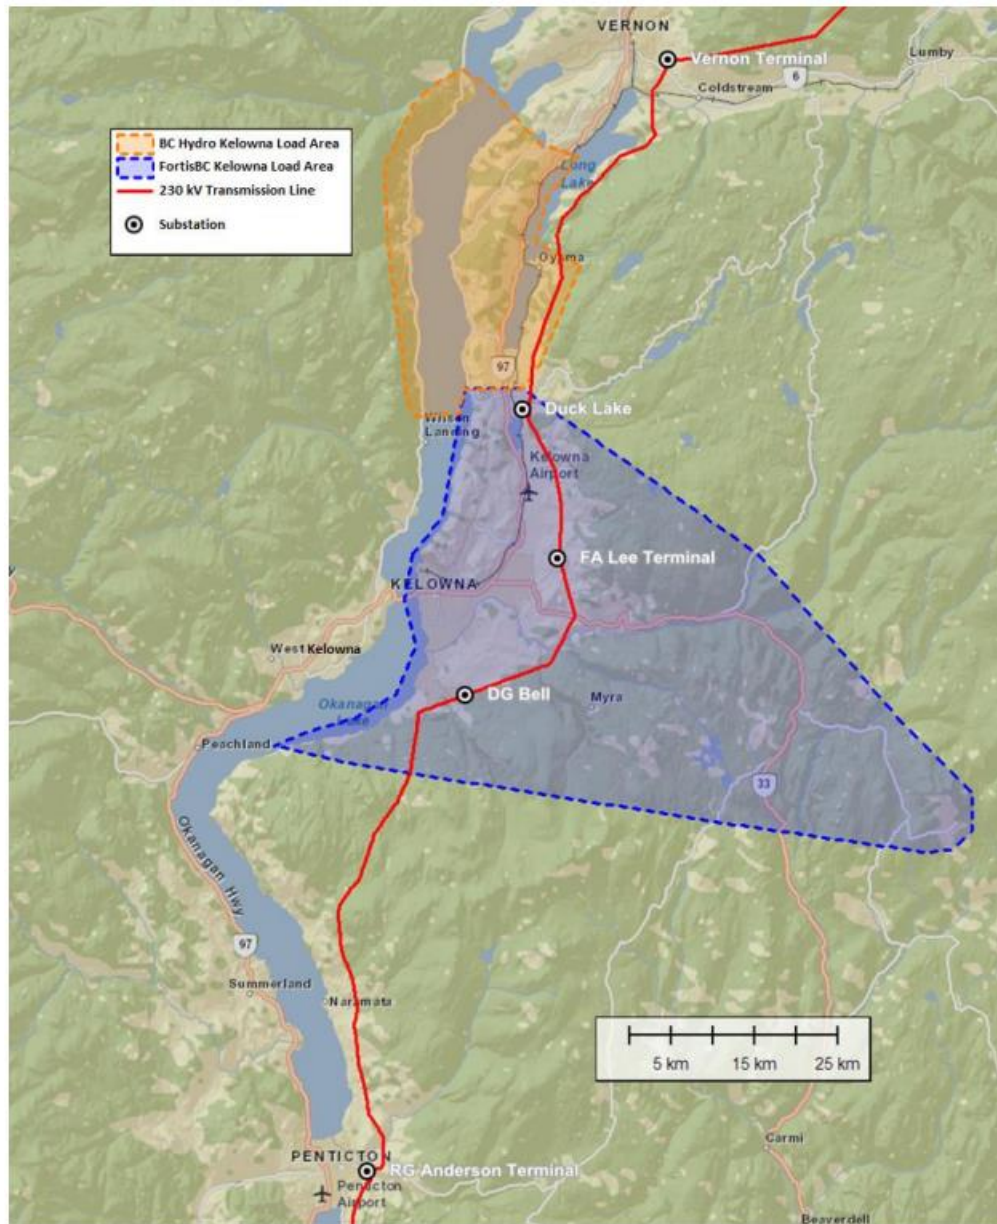 VERNON
Vernon Terminal
Lumby
6
Coldstream
BC Hydro Kelowna Load Area
FortisBC Kelowna Load Area
230 kV Transmission Line
Substation
Long
Lake
Oyama
97
Duck Lake
Wilson
Landing
Kelowna
Airport
FA Lee Terminal
KELOWNA
West Kelowna
DG Bell
Myra
Okanagan
Lake
Peachland
33
Okanagan Hwy
97
Summerland
Naramata
5 km
15 km
25 km
Carmi
PENTICTON
RG Anderson Terminal
Penticton
Airport
Beaverdell